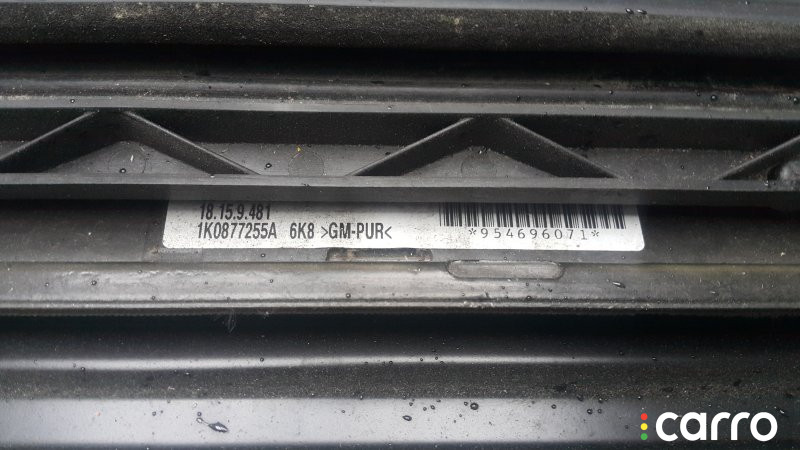 18.15.9.481
1K0877255A 6K8 >GM-PUR<
*954696071*
carro